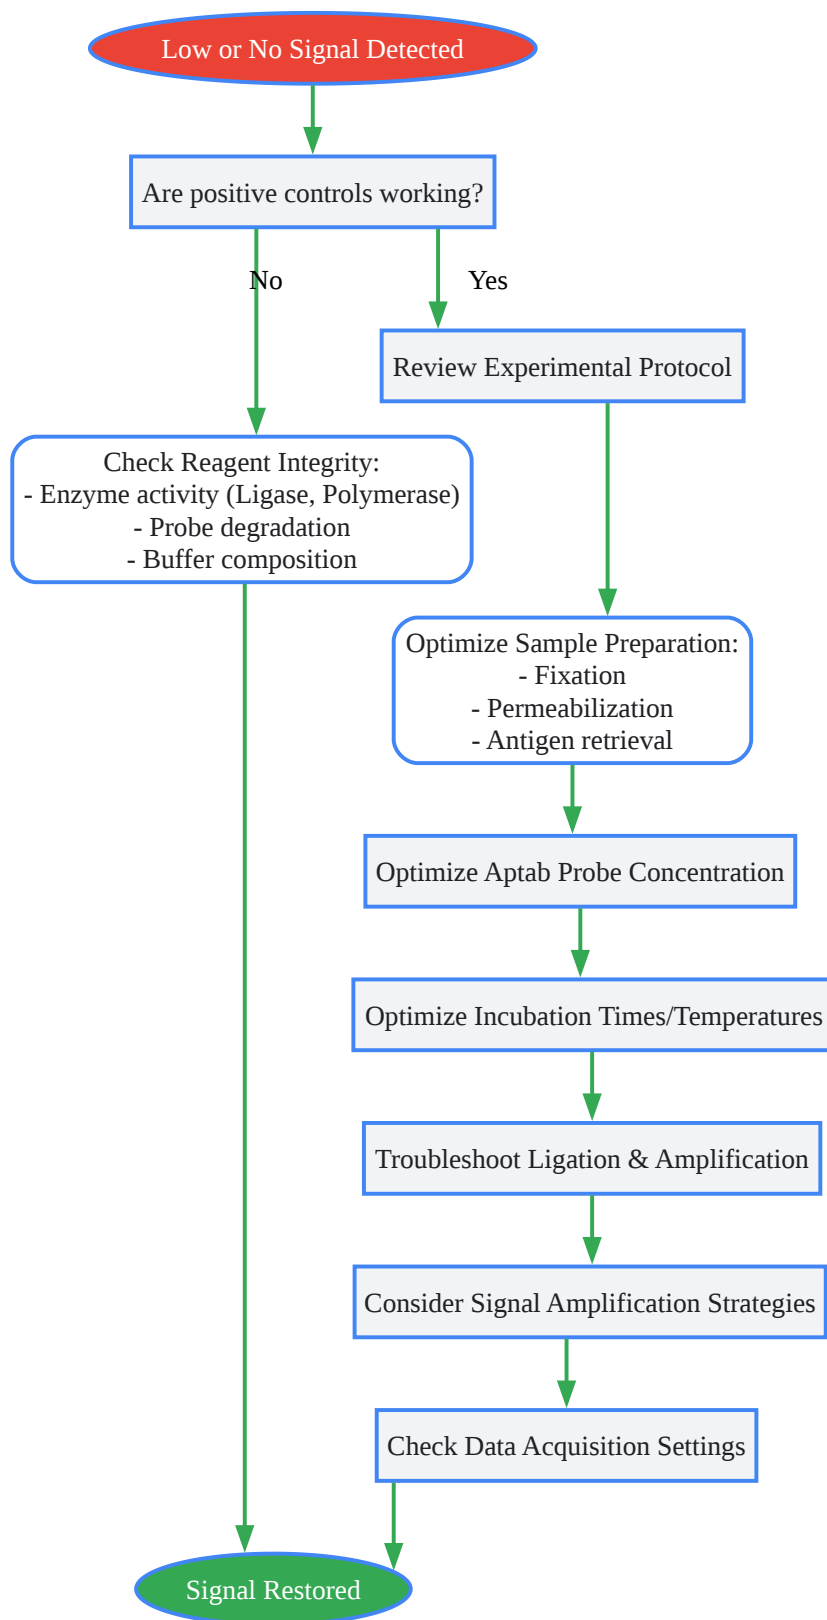 Low or No Signal Detected
Are positive controls working?
No
Yes
Review Experimental Protocol
Check Reagent Integrity:
- Enzyme activity (Ligase, Polymerase)
- Probe degradation
- Buffer composition
Optimize Sample Preparation:
- Fixation
- Permeabilization
- Antigen retrieval
Optimize Aptab Probe Concentration
Optimize Incubation Times/Temperatures
Troubleshoot Ligation & Amplification
Consider Signal Amplification Strategies
Check Data Acquisition Settings
Signal Restored